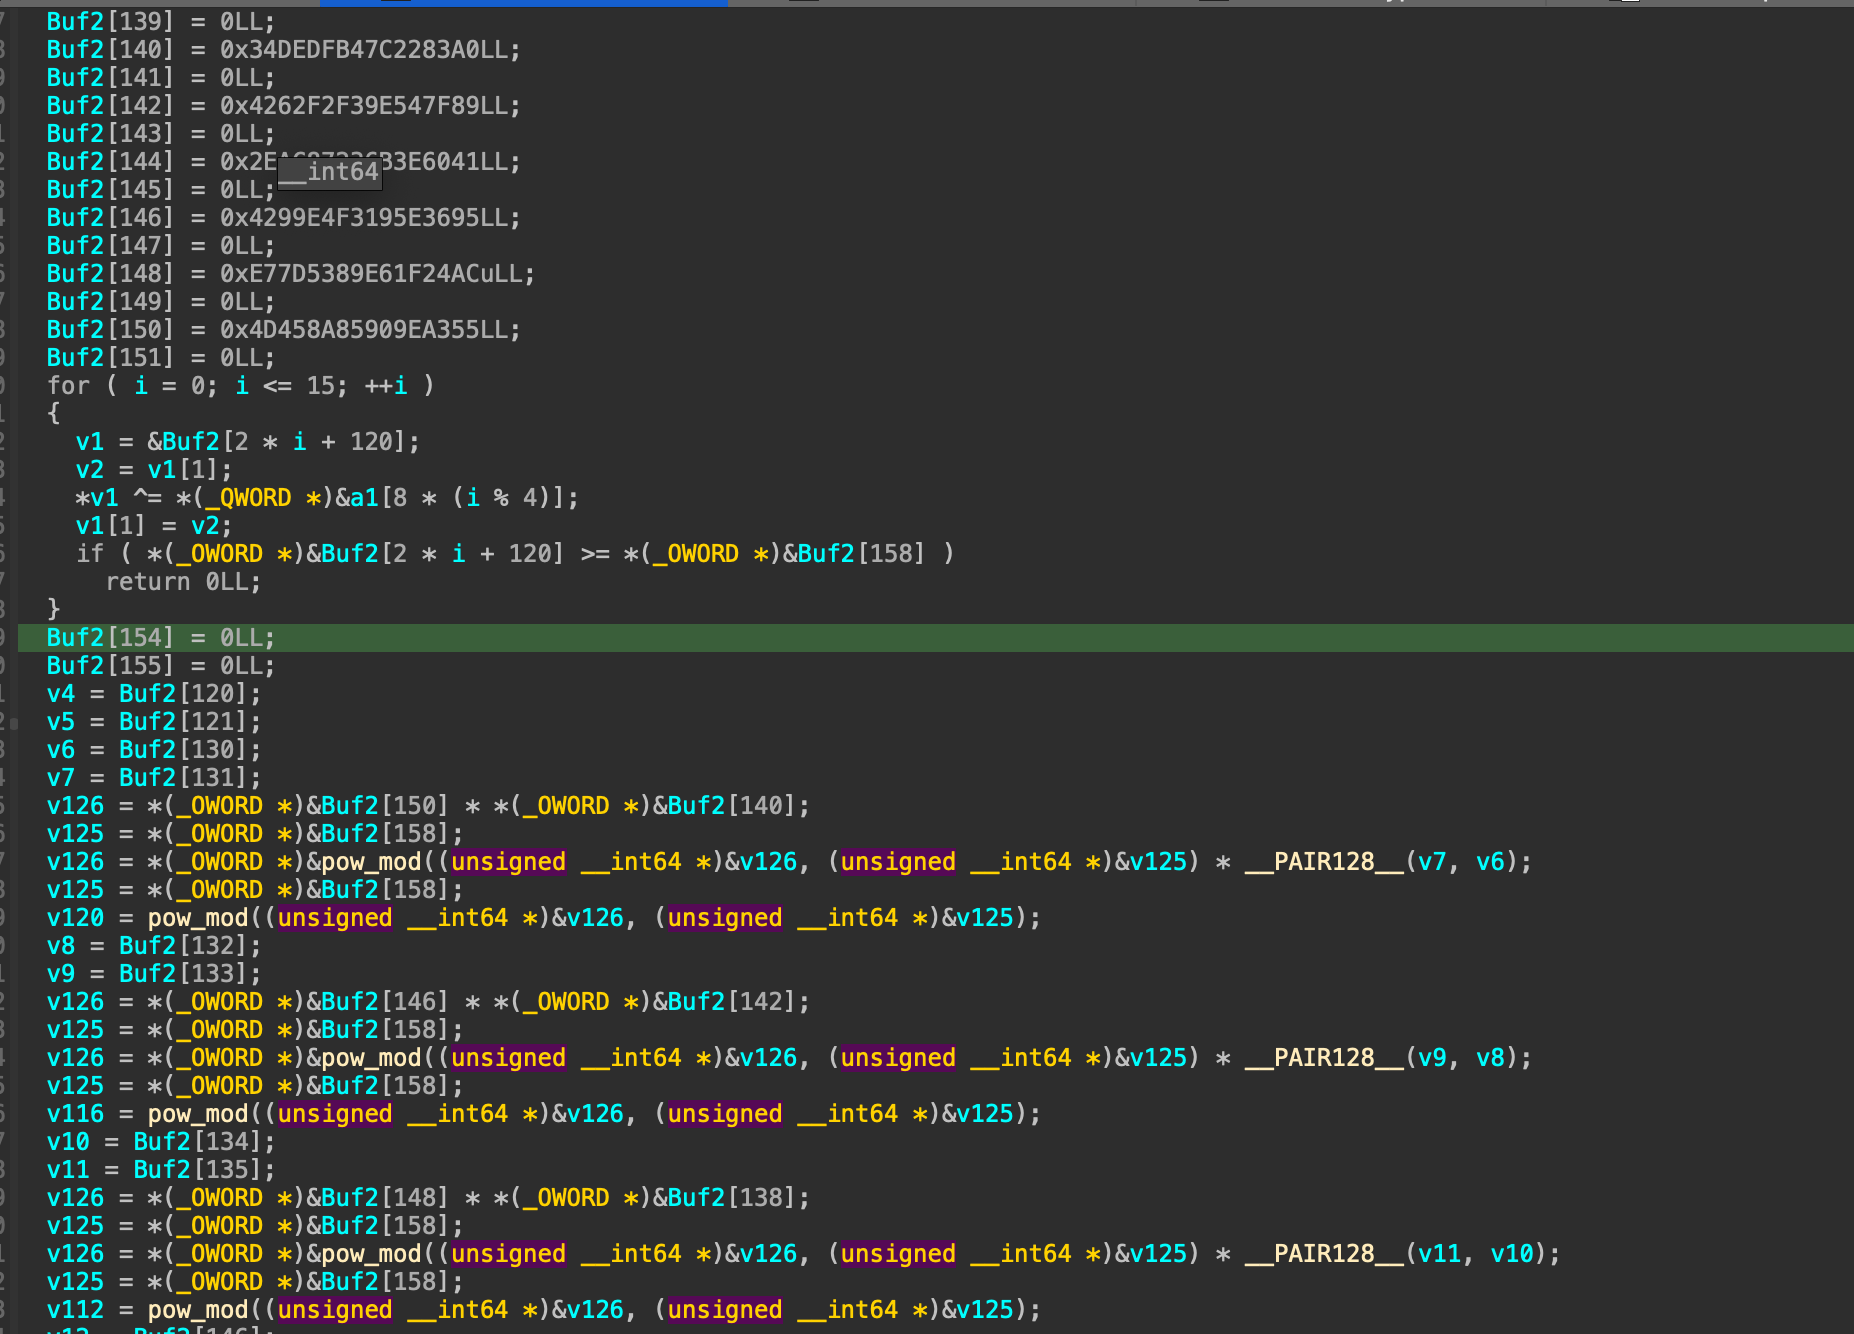 Buf2[139] = 0LL;
Buf2[140] = 0x34DEDFB47C2283A0LL;
Buf2[141] = 0LL;
Buf2[142] = 0x4262F2F39E547F89LL;
Buf2[143] = 0LL;
Buf2[144] = 0x2EA B3E6041LL;
__int64
Buf2[145] = 0LL;
Buf2[146] = 0x4299E4F3195E3695LL;
Buf2[147] = 0LL;
Buf2[148] = 0xE77D5389E61F24ACuLL;
Buf2[149] = 0LL;
Buf2[150] = 0x4D458A85909EA355LL;
Buf2[151] = 0LL;
for ( i = 0; i <= 15; ++i )
{
v1 = &Buf2[2 * i + 120];
v2 = v1[1];
*v1 ^= *(_QWORD *)&a1[8 * (i % 4)];
v1[1] = v2;
if ( *(_OWORD *)&Buf2[2 * i + 120] >= *(_OWORD *)&Buf2[158] )
return 0LL;
}
Buf2[154] = 0LL;
Buf2[155] = 0LL;
v4 = Buf2[120];
v5 = Buf2[121];
v6 = Buf2[130];
v7 = Buf2[131];
v126 = *(_OWORD *)&Buf2[150] * *(_OWORD *)&Buf2[140];
v125 = *(_OWORD *)&Buf2[158];
v126 = *(_OWORD *)&pow_mod((unsigned __int64 *)&v126, (unsigned __int64 *)&v125) * __PAIR128__(v7, v6);
v125 = *(_OWORD *)&Buf2[158];
v120 = pow_mod((unsigned __int64 *)&v126, (unsigned __int64 *)&v125);
v8 = Buf2[132];
v9 = Buf2[133];
v126 = *(_OWORD *)&Buf2[146] * *(_OWORD *)&Buf2[142];
v125 = *(_OWORD *)&Buf2[158];
v126 = *(_OWORD *)&pow_mod((unsigned __int64 *)&v126, (unsigned __int64 *)&v125) * __PAIR128__(v9, v8);
v125 = *(_OWORD *)&Buf2[158];
v116 = pow_mod((unsigned __int64 *)&v126, (unsigned __int64 *)&v125);
v10 = Buf2[134];
v11 = Buf2[135];
v126 = *(_OWORD *)&Buf2[148] * *(_OWORD *)&Buf2[138];
v125 = *(_OWORD *)&Buf2[158];
v126 = *(_OWORD *)&pow_mod((unsigned __int64 *)&v126, (unsigned __int64 *)&v125) * __PAIR128__(v11, v10);
v125 = *(_OWORD *)&Buf2[158];
v112 = pow_mod((unsigned __int64 *)&v126, (unsigned __int64 *)&v125);